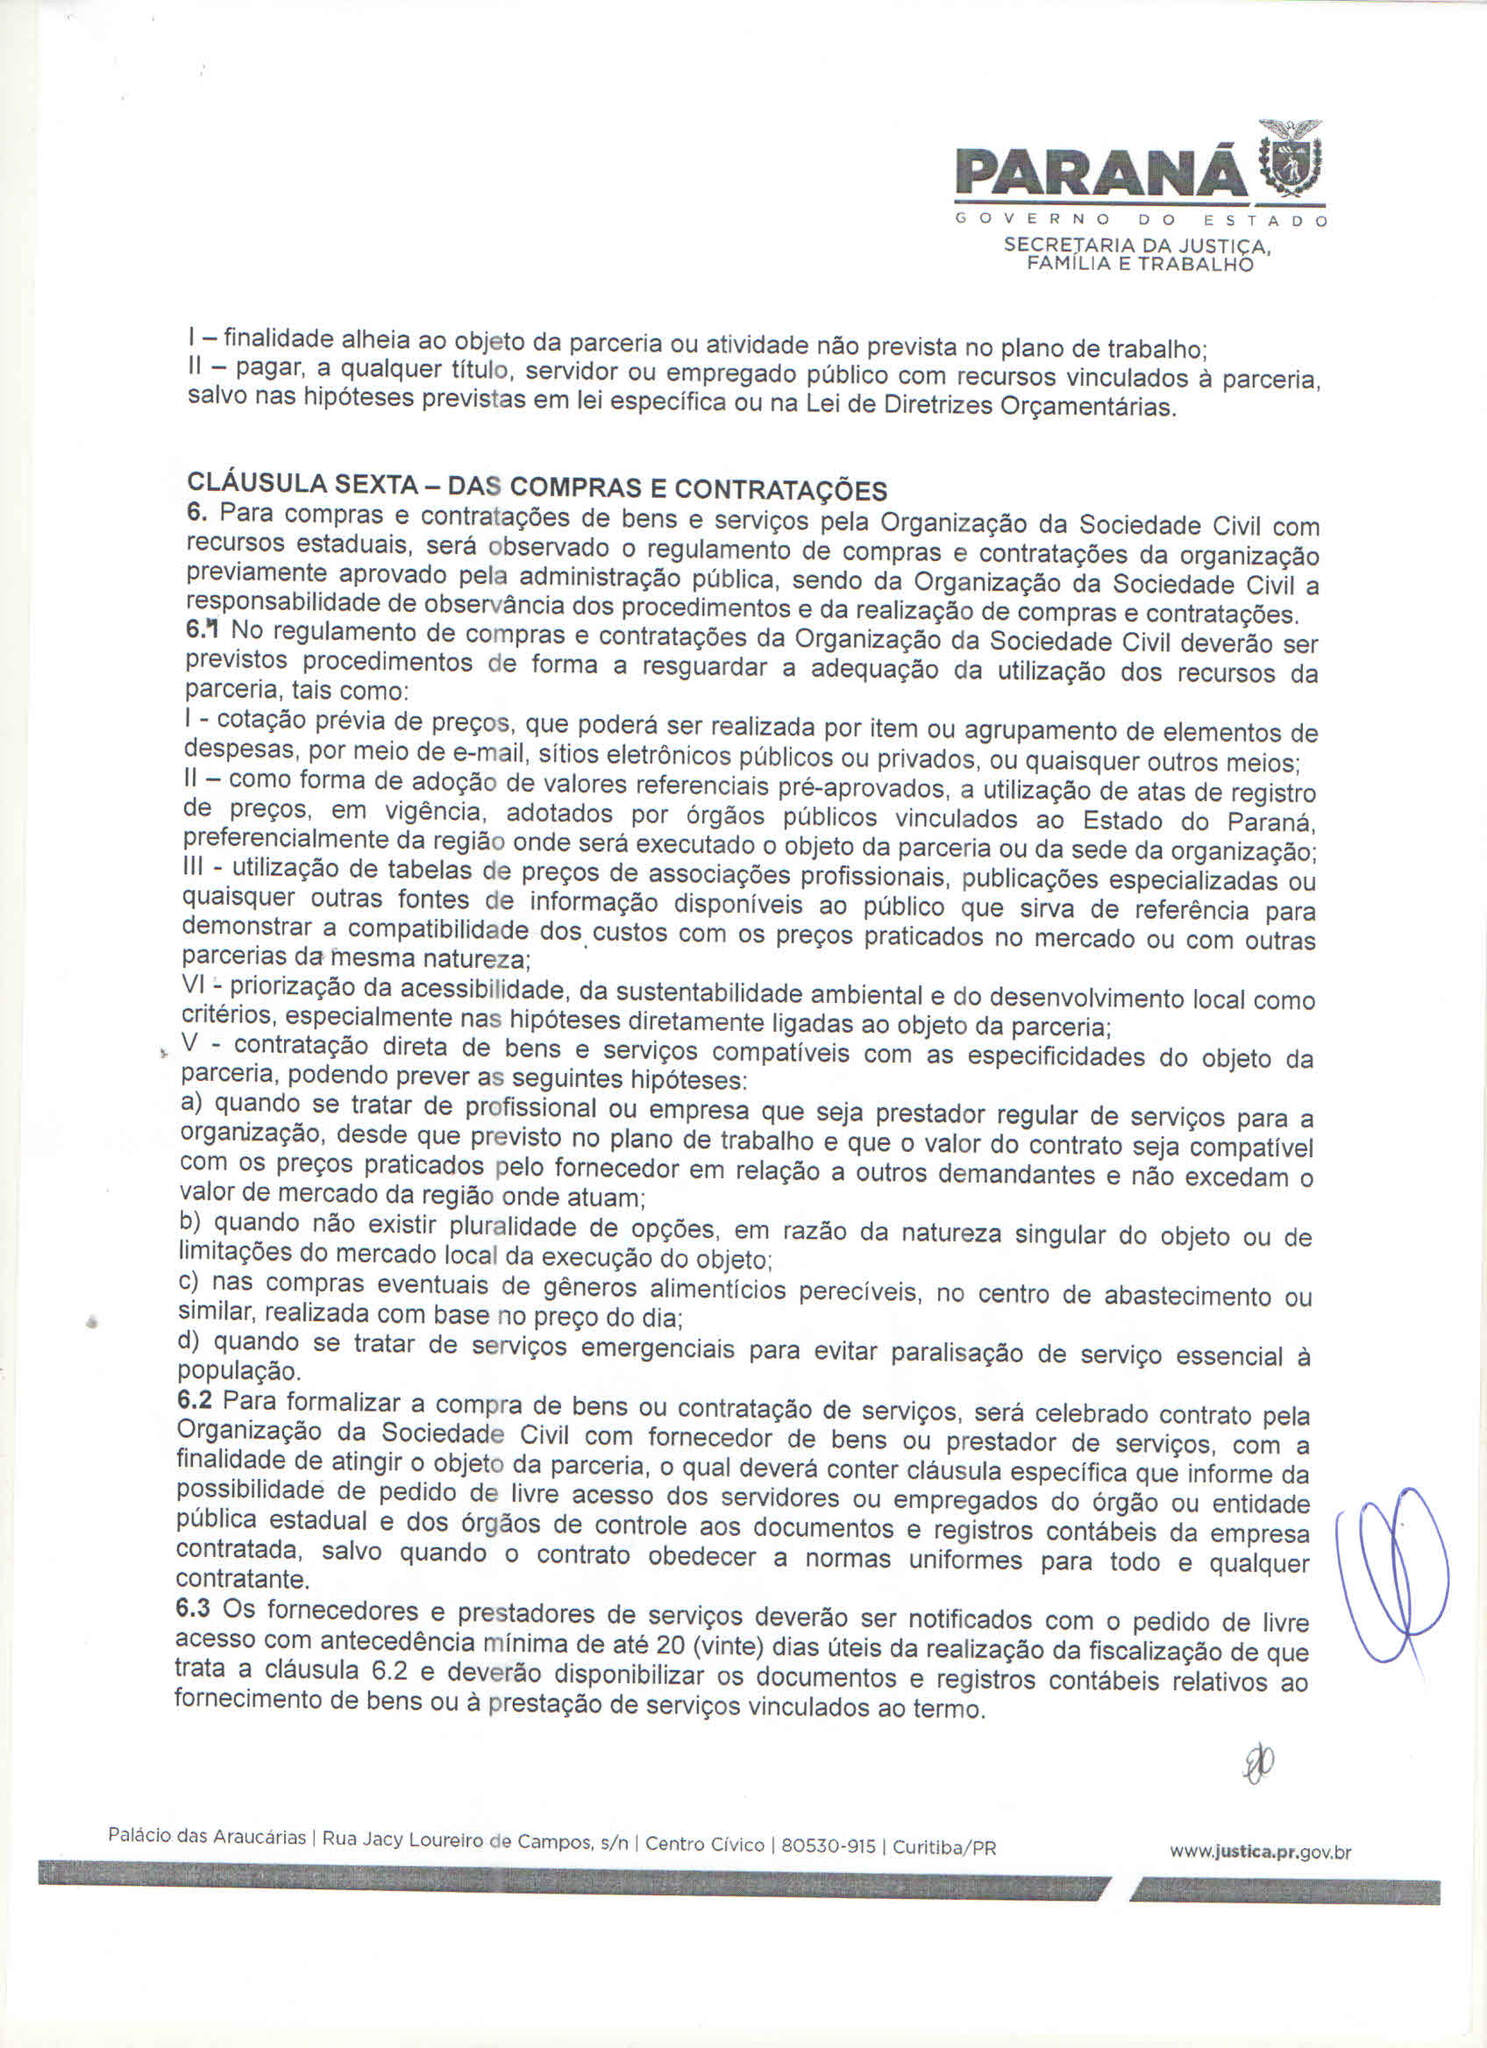 PARANÁ
GOVERNO DO ESTADO
SECRETARIA DA JUSTIÇA,
FAMÍLIA E TRABALHO
I – finalidade alheia ao objeto da parceria ou atividade não prevista no plano de trabalho;
II – pagar, a qualquer título, servidor ou empregado público com recursos vinculados à parceria,
salvo nas hipóteses previstas em lei específica ou na Lei de Diretrizes Orçamentárias.
CLÁUSULA SEXTA – DAS COMPRAS E CONTRATAÇÕES
6. Para compras e contratações de bens e serviços pela Organização da Sociedade Civil com
recursos estaduais, será observado o regulamento de compras e contratações da organização
previamente aprovado pela administração pública, sendo da Organização da Sociedade Civil a
responsabilidade de observância dos procedimentos e da realização de compras e contratações.
6.1 No regulamento de compras e contratações da Organização da Sociedade Civil deverão ser
previstos procedimentos de forma a resguardar a adequação da utilização dos recursos da
parceria, tais como:
I - cotação prévia de preços, que poderá ser realizada por item ou agrupamento de elementos de
despesas, por meio de e-mail, sítios eletrônicos públicos ou privados, ou quaisquer outros meios;
II – como forma de adoção de valores referenciais pré-aprovados, a utilização de atas de registro
de preços, em vigência, adotados por órgãos públicos vinculados ao Estado do Paraná,
preferencialmente da região onde será executado o objeto da parceria ou da sede da organização;
III - utilização de tabelas de preços de associações profissionais, publicações especializadas ou
quaisquer outras fontes de informação disponíveis ao público que sirva de referência para
demonstrar a compatibilidade dos custos com os preços praticados no mercado ou com outras
parcerias da mesma natureza;
VI - priorização da acessibilidade, da sustentabilidade ambiental e do desenvolvimento local como
critérios, especialmente nas hipóteses diretamente ligadas ao objeto da parceria;
V - contratação direta de bens e serviços compatíveis com as especificidades do objeto da
parceria, podendo prever as seguintes hipóteses:
a) quando se tratar de profissional ou empresa que seja prestador regular de serviços para a
organização, desde que previsto no plano de trabalho e que o valor do contrato seja compatível
com os preços praticados pelo fornecedor em relação a outros demandantes e não excedam o
valor de mercado da região onde atuam;
b) quando não existir pluralidade de opções, em razão da natureza singular do objeto ou de
limitações do mercado local da execução do objeto;
c) nas compras eventuais de gêneros alimentícios perecíveis, no centro de abastecimento ou
similar, realizada com base no preço do dia;
d) quando se tratar de serviços emergenciais para evitar paralisação de serviço essencial à
população.
6.2 Para formalizar a compra de bens ou contratação de serviços, será celebrado contrato pela
Organização da Sociedade Civil com fornecedor de bens ou prestador de serviços, com a
finalidade de atingir o objeto da parceria, o qual deverá conter cláusula específica que informe da
possibilidade de pedido de livre acesso dos servidores ou empregados do órgão ou entidade
pública estadual e dos órgãos de controle aos documentos e registros contábeis da empresa
contratada, salvo quando o contrato obedecer a normas uniformes para todo e qualquer
contratante.
6.3 Os fornecedores e prestadores de serviços deverão ser notificados com o pedido de livre
acesso com antecedência mínima de até 20 (vinte) dias úteis da realização da fiscalização de que
trata a cláusula 6.2 e deverão disponibilizar os documentos e registros contábeis relativos ao
fornecimento de bens ou à prestação de serviços vinculados ao termo.
Palácio das Araucárias | Rua Jacy Loureiro de Campos, s/n | Centro Cívico | 80530-915 | Curitiba/PR
www.justica.pr.gov.br